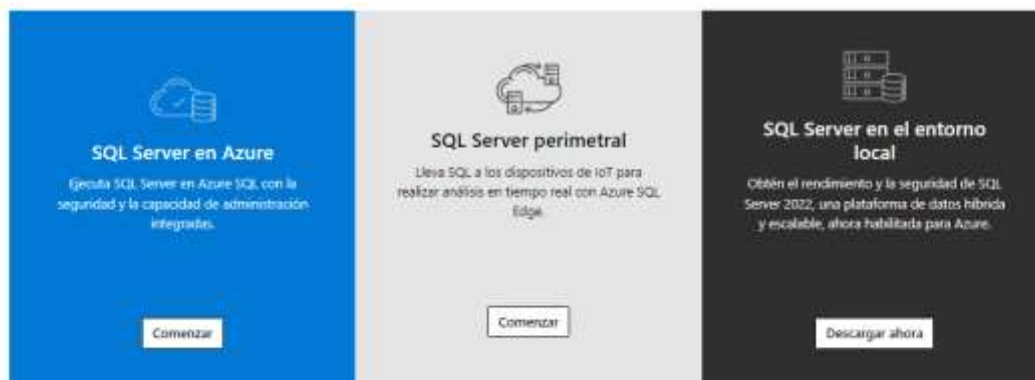 SQL Server en Azure
Ejecuta SQL Server en Azure SQL con la
seguridad y la capacidad de administración
integradas.
Comenzar
SQL Server perimetral
Lleva SQL a los dispositivos de IoT para
realizar análisis en tiempo real con Azure SQL
Edge.
Comenzar
SQL Server en el entorno
local
Obtén el rendimiento y la seguridad de SQL
Server 2022, una plataforma de datos híbrida
y escalable, ahora habilitada para Azure.
Descargar ahora